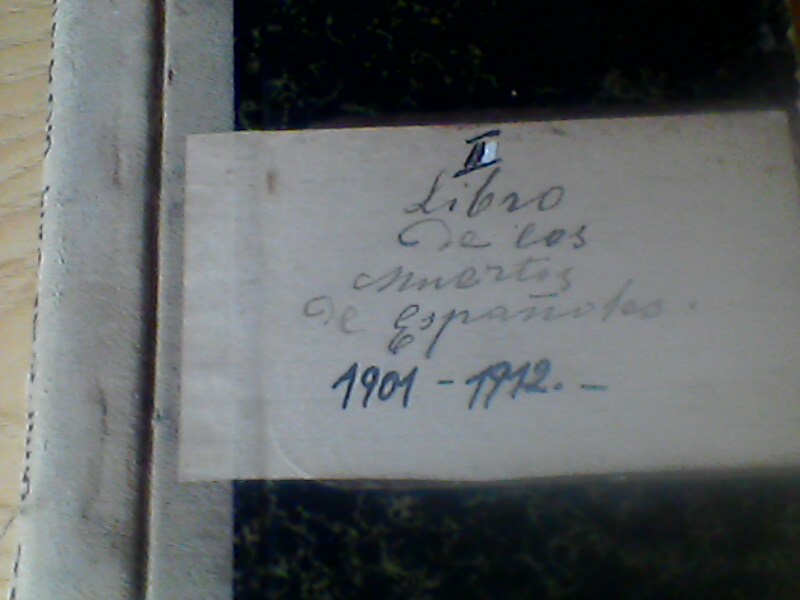 II
Libro
De los
Muertos
De Españoles.
1901 - 1912. -